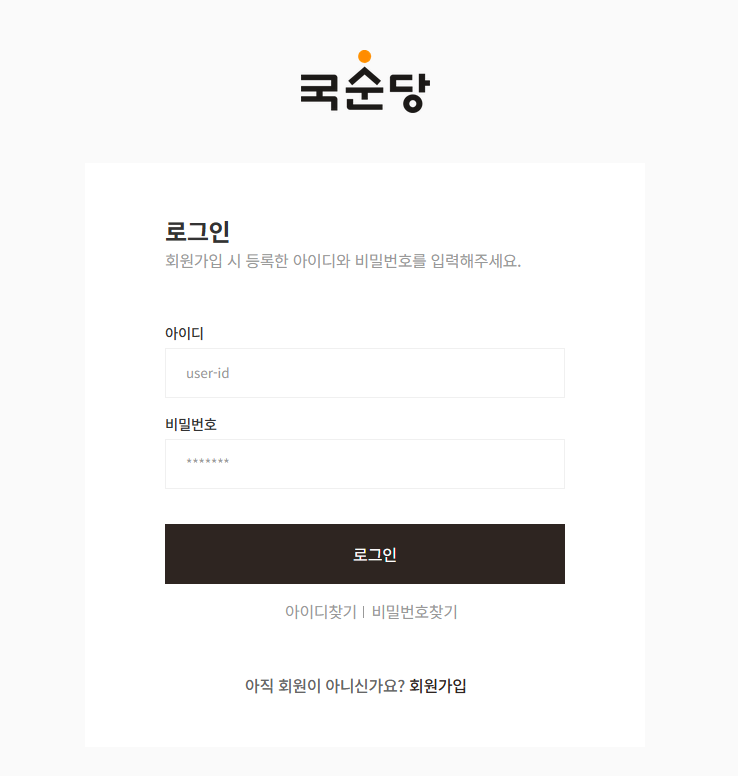 국순당
로그인
회원가입 시 등록한 아이디와 비밀번호를 입력해주세요.
아이디
user-id
비밀번호
*******
로그인
아이디찾기 | 비밀번호찾기
아직 회원이 아니신가요? 회원가입